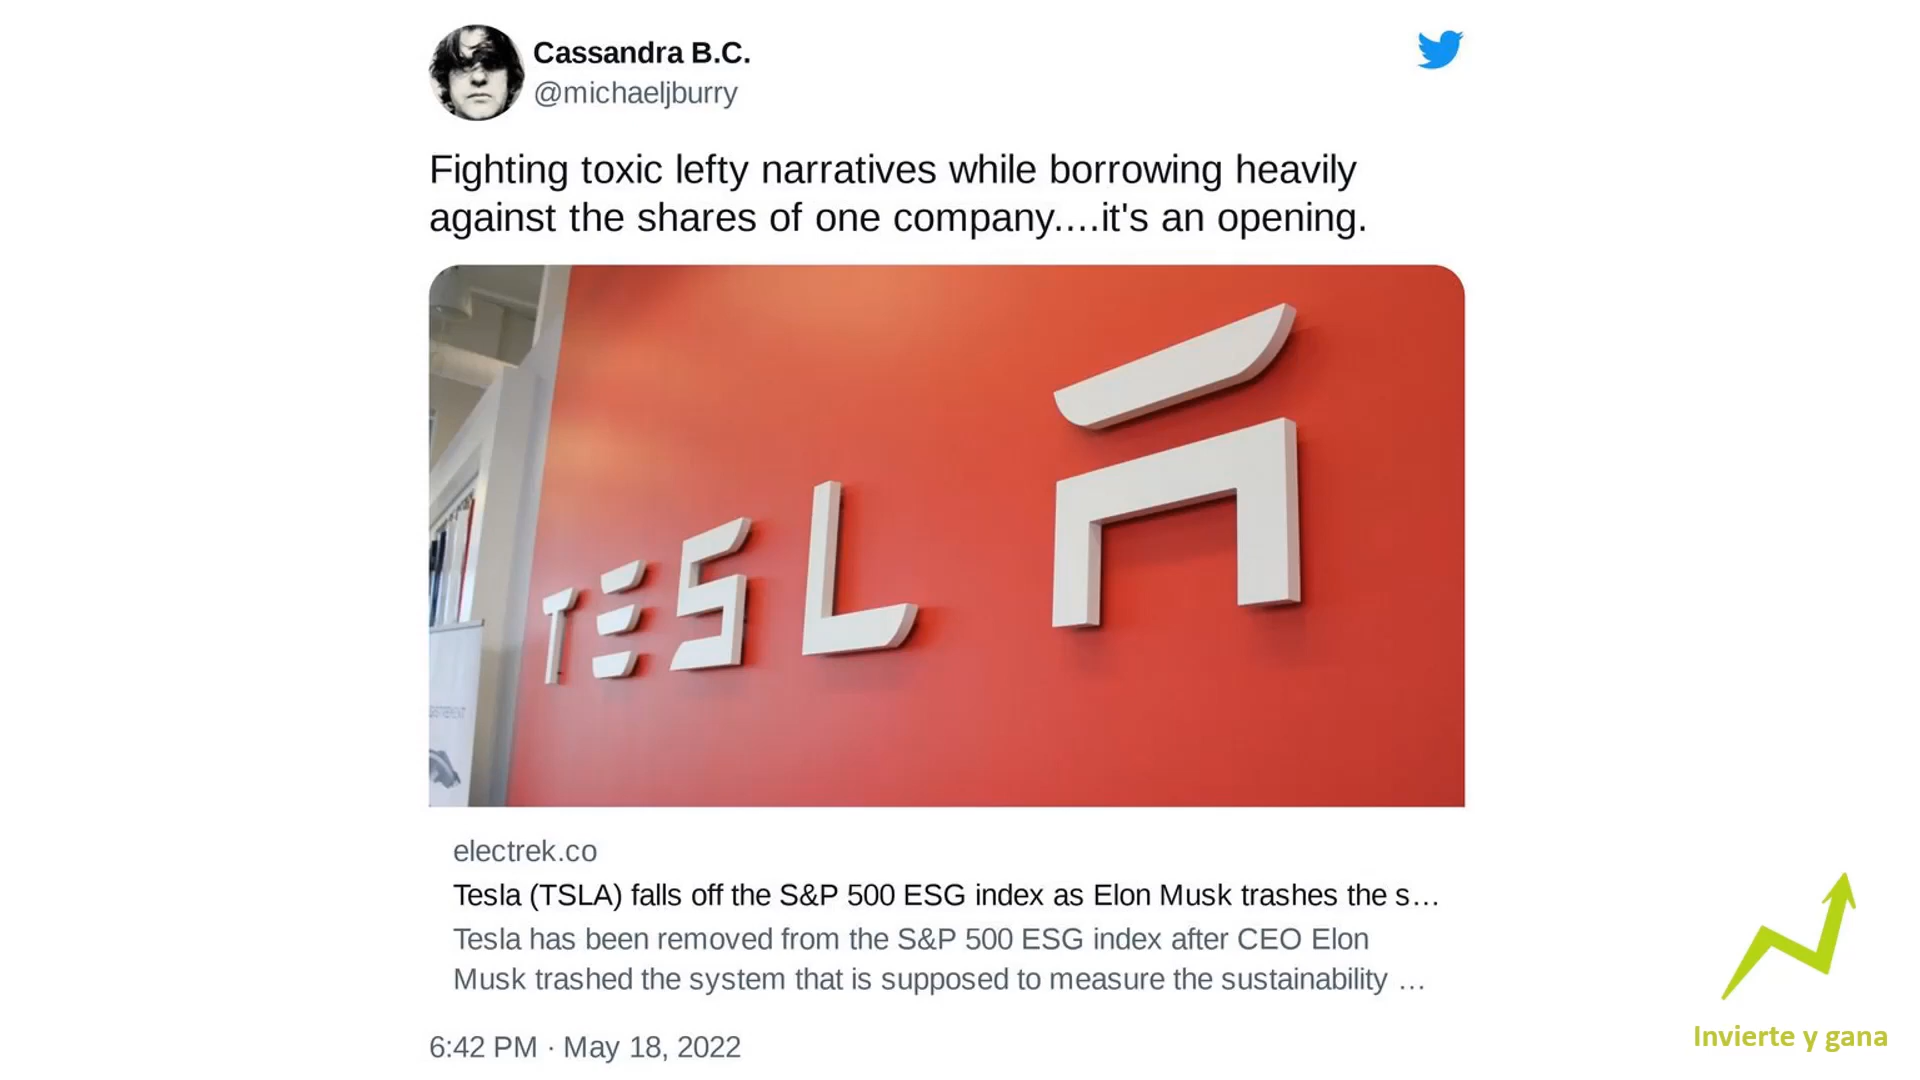 Cassandra B.C.
@michaeljburry
Fighting toxic lefty narratives while borrowing heavily
against the shares of one company....it's an opening.
TESLA
electrek.co
Tesla (TSLA) falls off the S&P 500 ESG index as Elon Musk trashes the s…
Tesla has been removed from the S&P 500 ESG index after CEO Elon
Musk trashed the system that is supposed to measure the sustainability …
6:42 PM · May 18, 2022
Invierte y gana